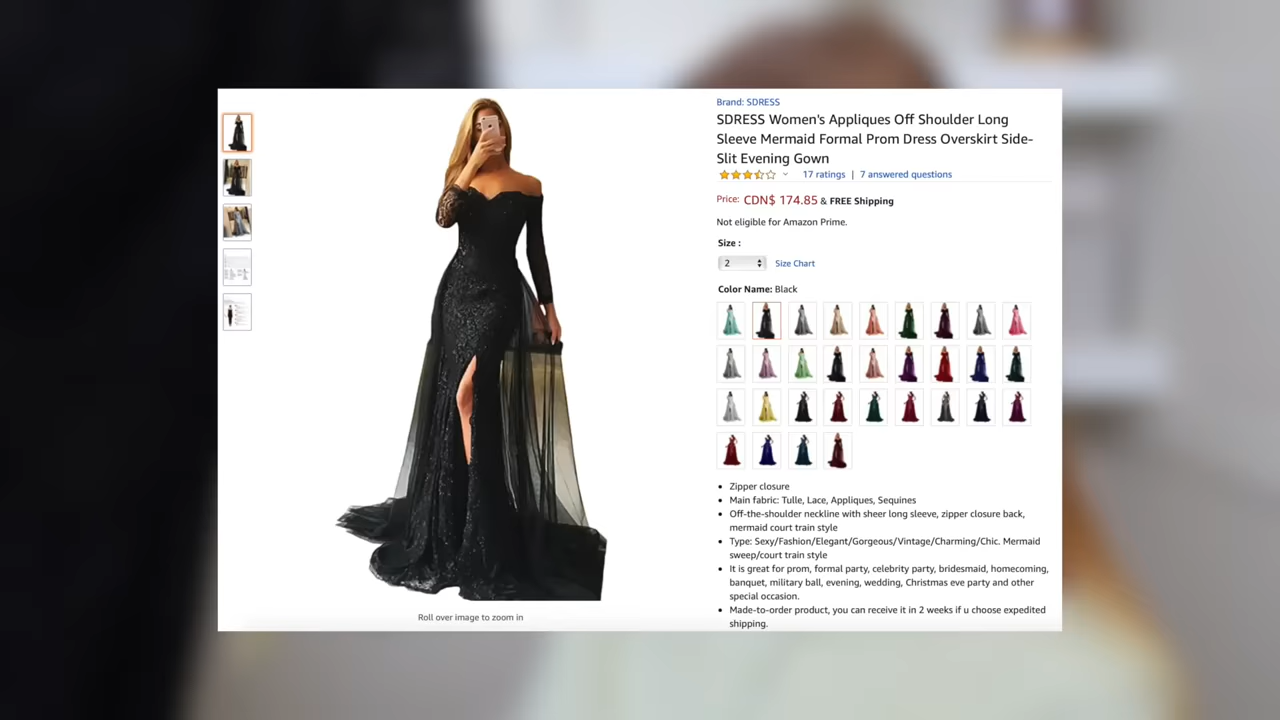 Brand: SDRESS
SDRESS Women's Appliques Off Shoulder Long
Sleeve Mermaid Formal Prom Dress Overskirt Side-
Slit Evening Gown
17 ratings | 7 answered questions
Price: CDN$ 174.85 & FREE Shipping
Not eligible for Amazon Prime.
Size :
2 Size Chart
Color Name: Black
Zipper closure
Main fabric: Tulle, Lace, Appliques, Sequines
Off-the-shoulder neckline with sheer long sleeve, zipper closure back,
mermaid court train style
Type: Sexy/Fashion/Elegant/Gorgeous/Vintage/Charming/Chic. Mermaid
sweep/court train style
It is great for prom, formal party, celebrity party, bridesmaid, homecoming,
banquet, military ball, evening, wedding, Christmas eve party and other
special occasion.
Made-to-order product, you can receive it in 2 weeks if u choose expedited
shipping.
Roll over image to zoom in